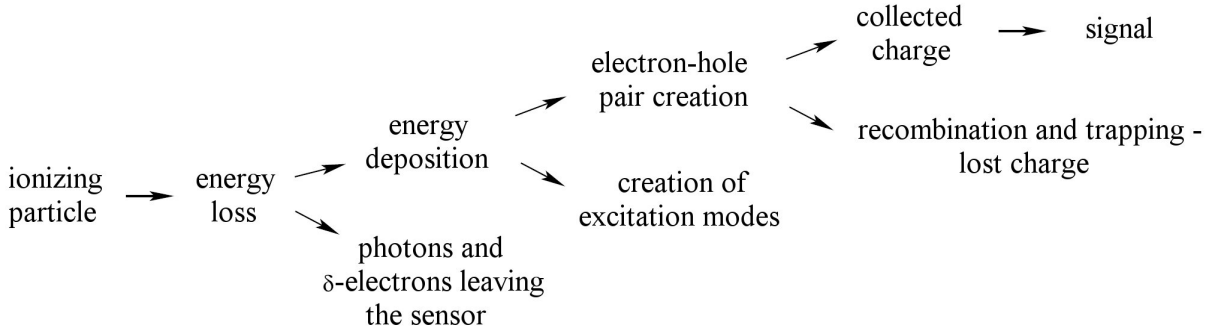 ionizing
particle
energy
loss
energy
deposition
photons and
δ-electrons leaving
the sensor
electron-hole
pair creation
creation of
excitation modes
collected
charge
signal
recombination and trapping -
lost charge